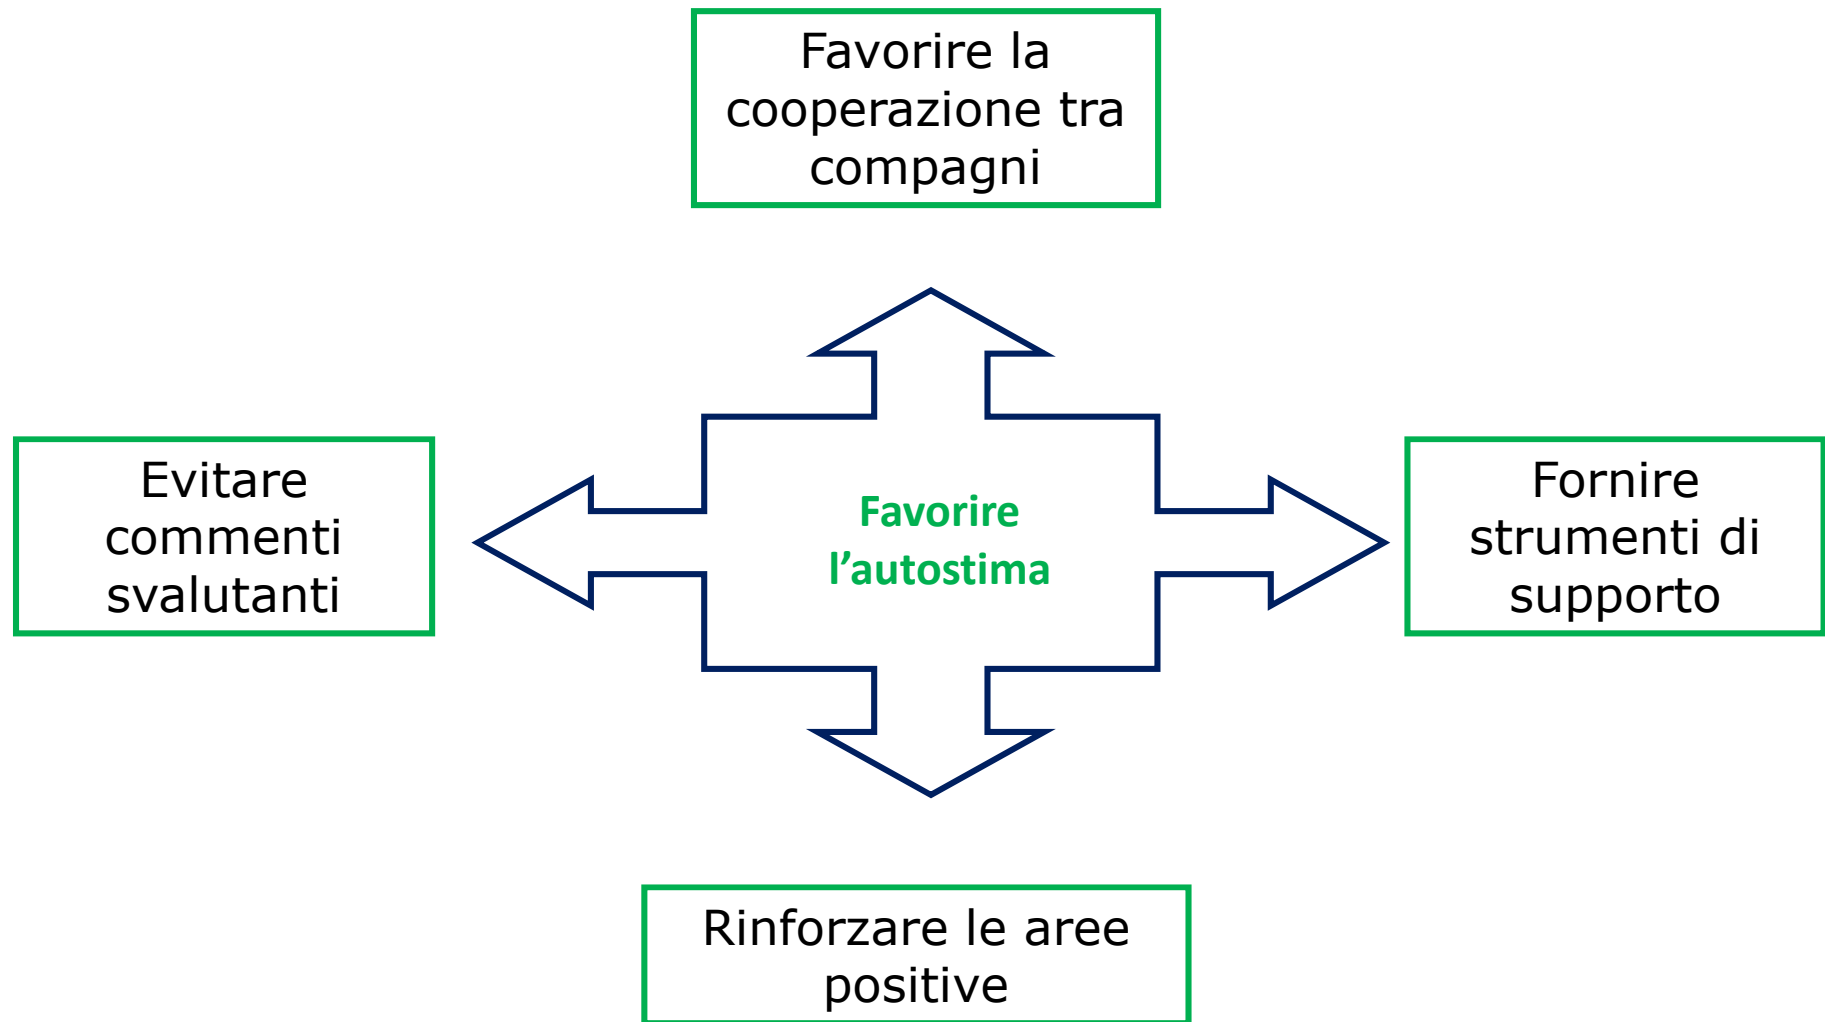 Favorire la
cooperazione tra
compagni
Evitare
commenti
svalutanti
Favorire
l’autostima
Fornire
strumenti di
supporto
Rinforzare le aree
positive